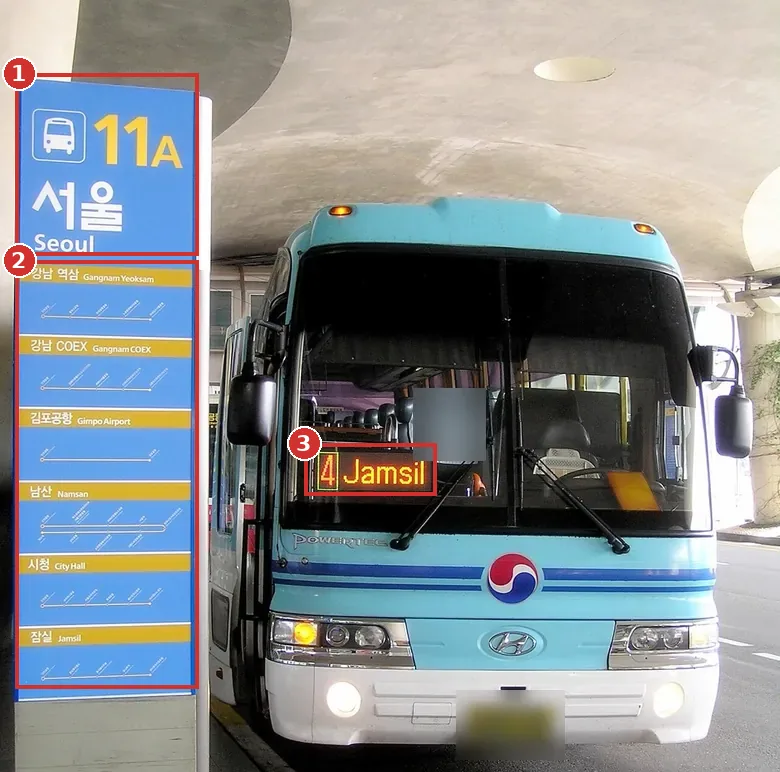 1
11A
서울
Seoul
2
강남 역삼 Gangnam Yeoksam
강남 COEX Gangnam COEX
김포공항 Gimpo Airport
남산 Namsan
시청 City Hall
잠실 Jamsil
3
4 Jamsil